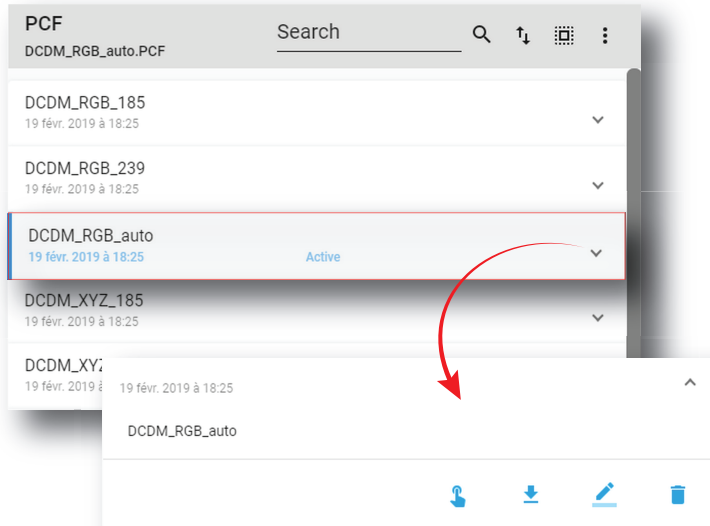 PCF
DCDM_RGB_auto.PCF
Search
DCDM_RGB_185
19 févr. 2019 à 18:25
DCDM_RGB_239
19 févr. 2019 à 18:25
DCDM_RGB_auto
19 févr. 2019 à 18:25 Active
DCDM_XYZ_185
19 févr. 2019 à 18:25
DCDM_XYZ
19 févr. 2019 à
19 févr. 2019 à 18:25
DCDM_RGB_auto